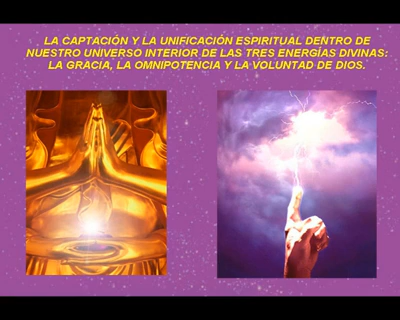 LA CAPTACIÓN Y LA UNIFICACIÓN ESPIRITUAL DENTRO DE
NUESTRO UNIVERSO INTERIOR DE LAS TRES ENERGÍAS DIVINAS:
LA GRACIA, LA OMNIPOTENCIA Y LA VOLUNTAD DE DIOS.